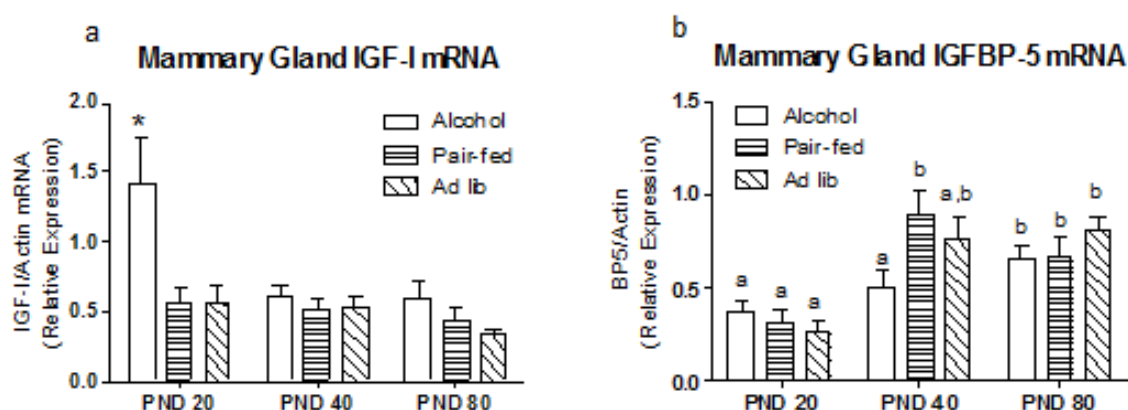 a
Mammary Gland IGF-I mRNA
IGF-I/Actin mRNA
(Relative Expression)
2.0
1.5
1.0
0.5
0.0
*
Alcohol
Pair-fed
Ad lib
PND 20
PND 40
PND 80
b
Mammary Gland IGFBP-5 mRNA
BP5/Actin
(Relative Expression)
1.5
1.0
0.5
0.0
Alcohol
Pair-fed
Ad lib
a
a
a
a
b
a,b
b
b
b
PND 20
PND 40
PND 80